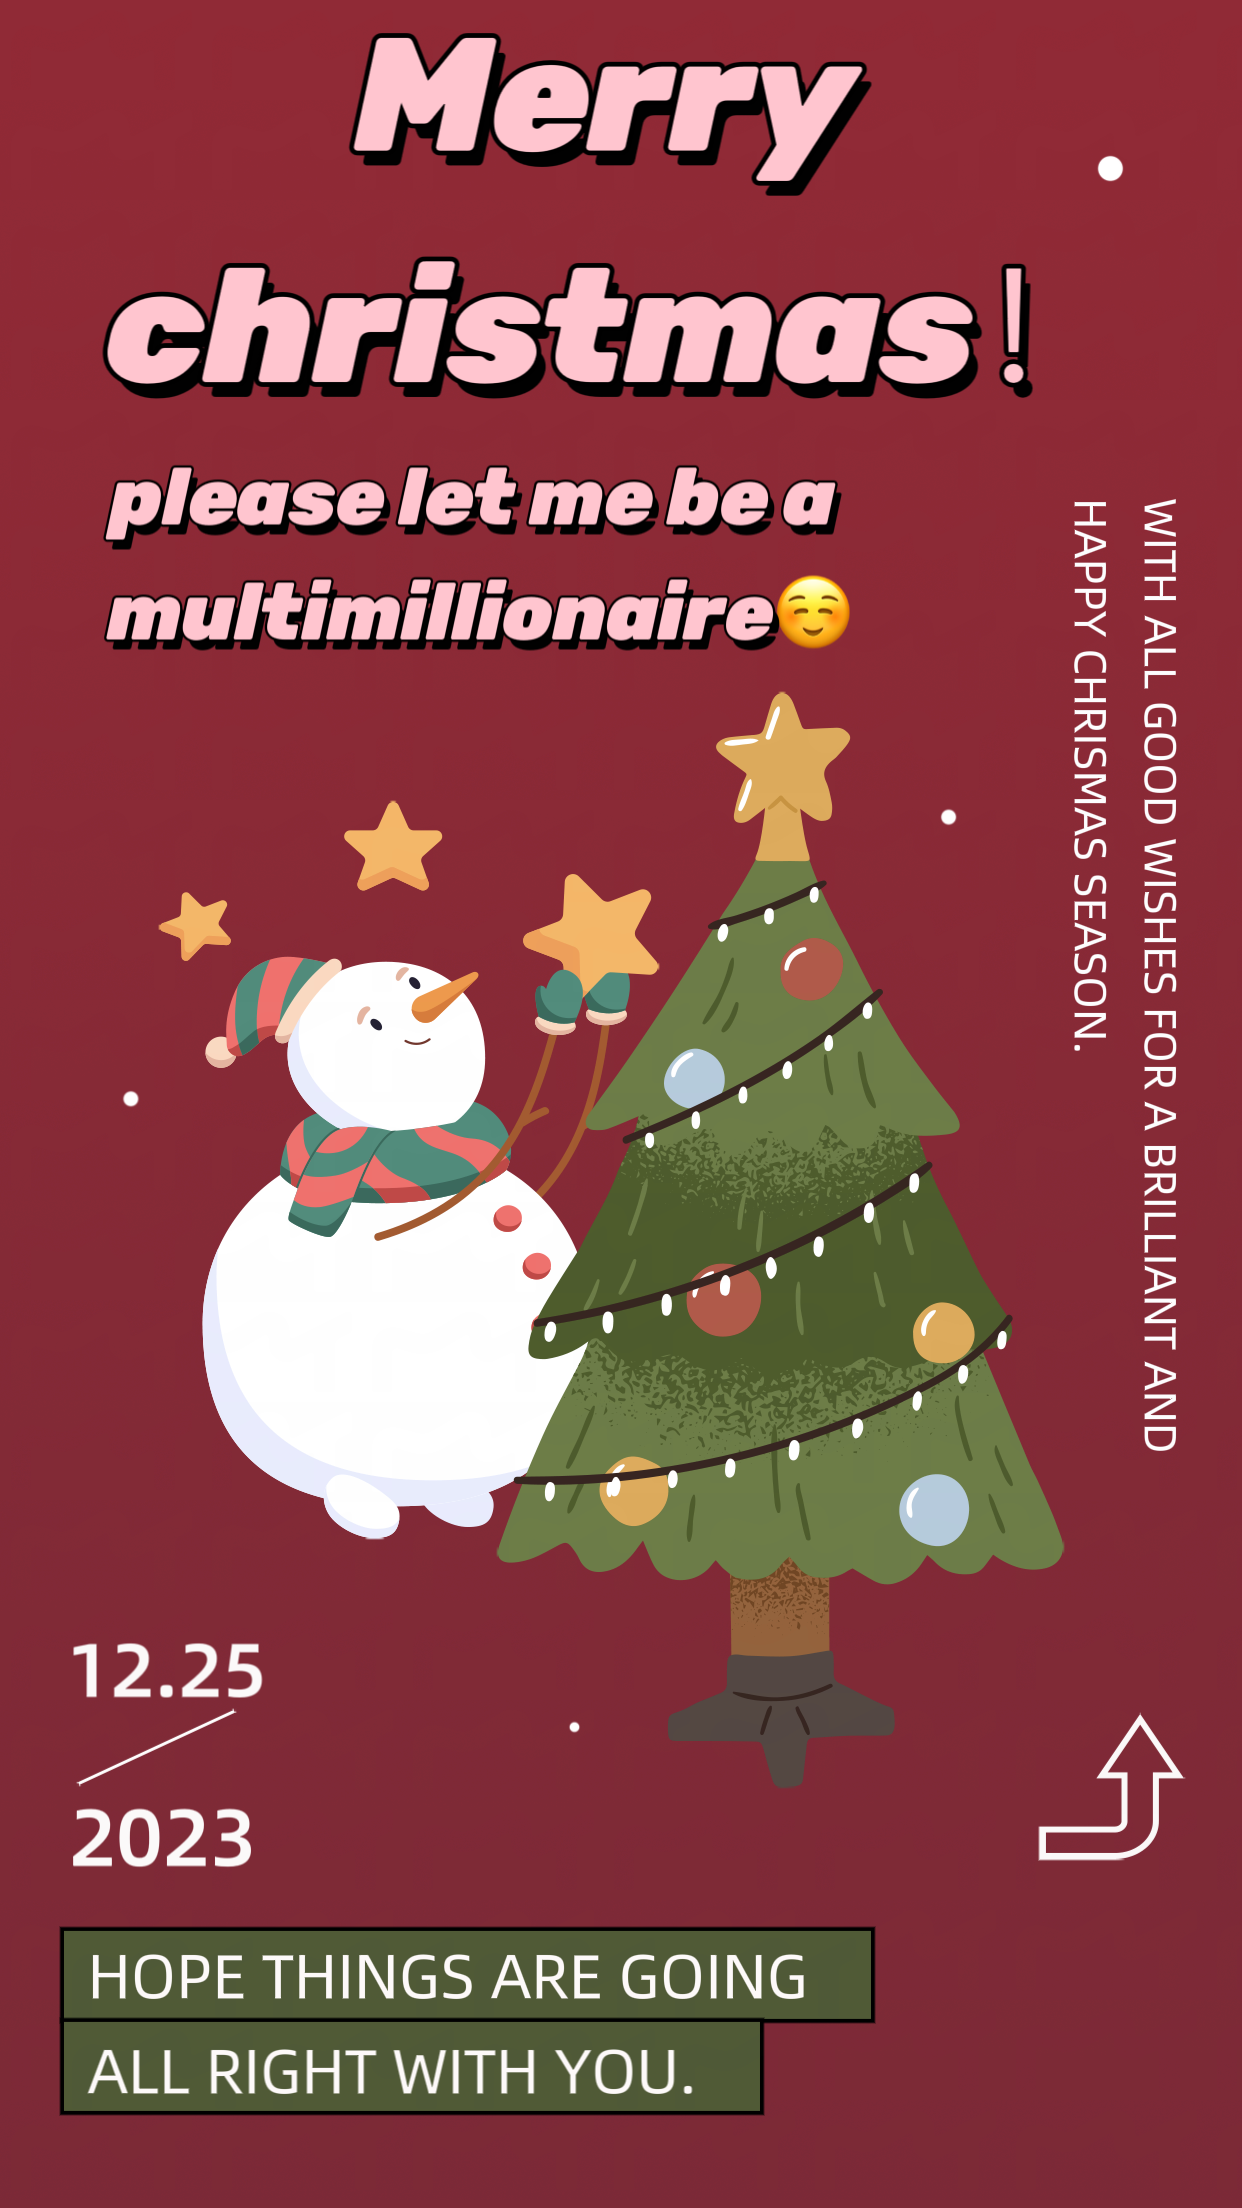 Merry
christmas!
please let me be a
multimillionaire☺️
WITH ALL GOOD WISHES FOR A BRILLIANT AND
HAPPY CHRISMAS SEASON.
12.25
2023
HOPE THINGS ARE GOING
ALL RIGHT WITH YOU.